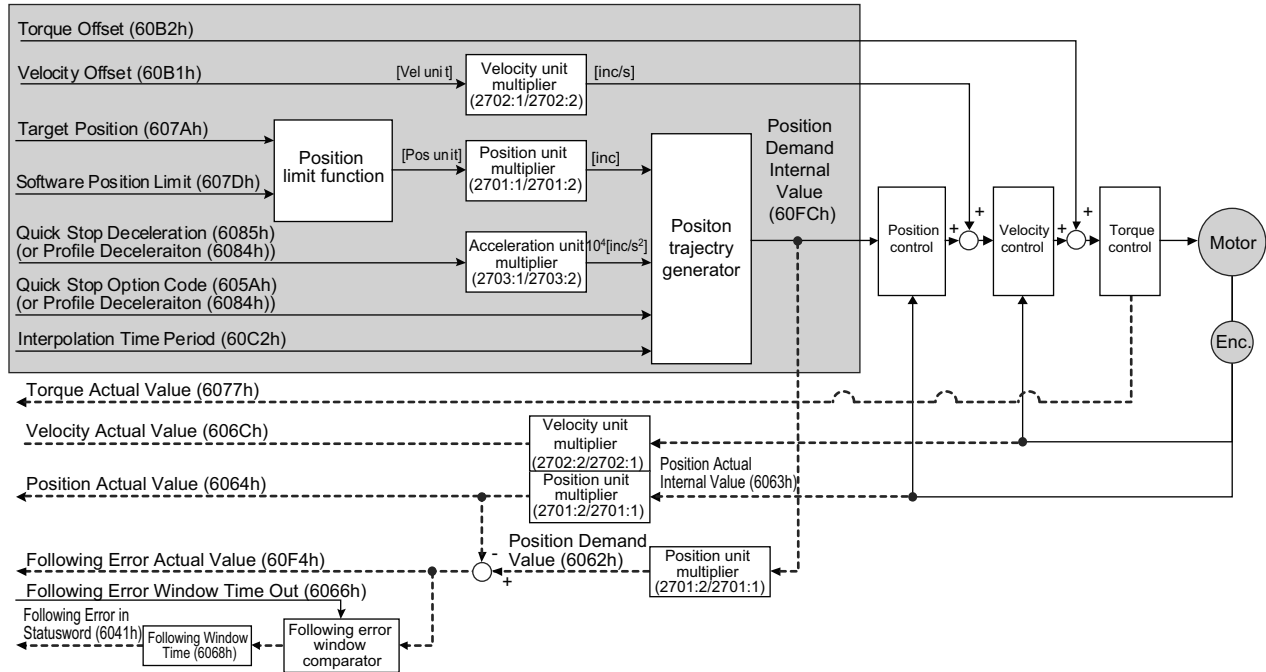 Torque Offset (60B2h)
Velocity Offset (60B1h)
[Vel unit]
Velocity unit
multiplier
(2702:1/2702:2)
[inc/s]
Target Position (607Ah)
Software Position Limit (607Dh)
Position
limit function
[Pos unit]
Position unit
multiplier
(2701:1/2701:2)
[inc]
Quick Stop Deceleration (6085h)
(or Profile Deceleraiton (6084h)
Acceleration unit
multiplier
(2703:1/2703:2)
10⁴[inc/s²]
Quick Stop Option Code (605Ah)
(or Profile Deceleraiton (6084h))
Interpolation Time Period (60C2h)
Positon
trajectry
generator
Position
Demand
Internal
Value
(60FCh)
Position
control
+
+
Velocity
control
+
+
Torque
control
Motor
Enc.
Torque Actual Value (6077h)
Velocity Actual Value (606Ch)
Velocity unit
multiplier
(2702:2/2702:1)
Position Actual Value (6064h)
Position unit
multiplier
(2701:2/2701:1)
Position Actual
Internal Value (6063h)
Following Error Actual Value (60F4h)
-
+
Position Demand
Value (6062h)
Position unit
multiplier
(2701:2/2701:1)
Following Error Window Time Out (6066h)
Following Error in
Statusword (6041h)
Following Window
Time (6068h)
Following error
window
comparator